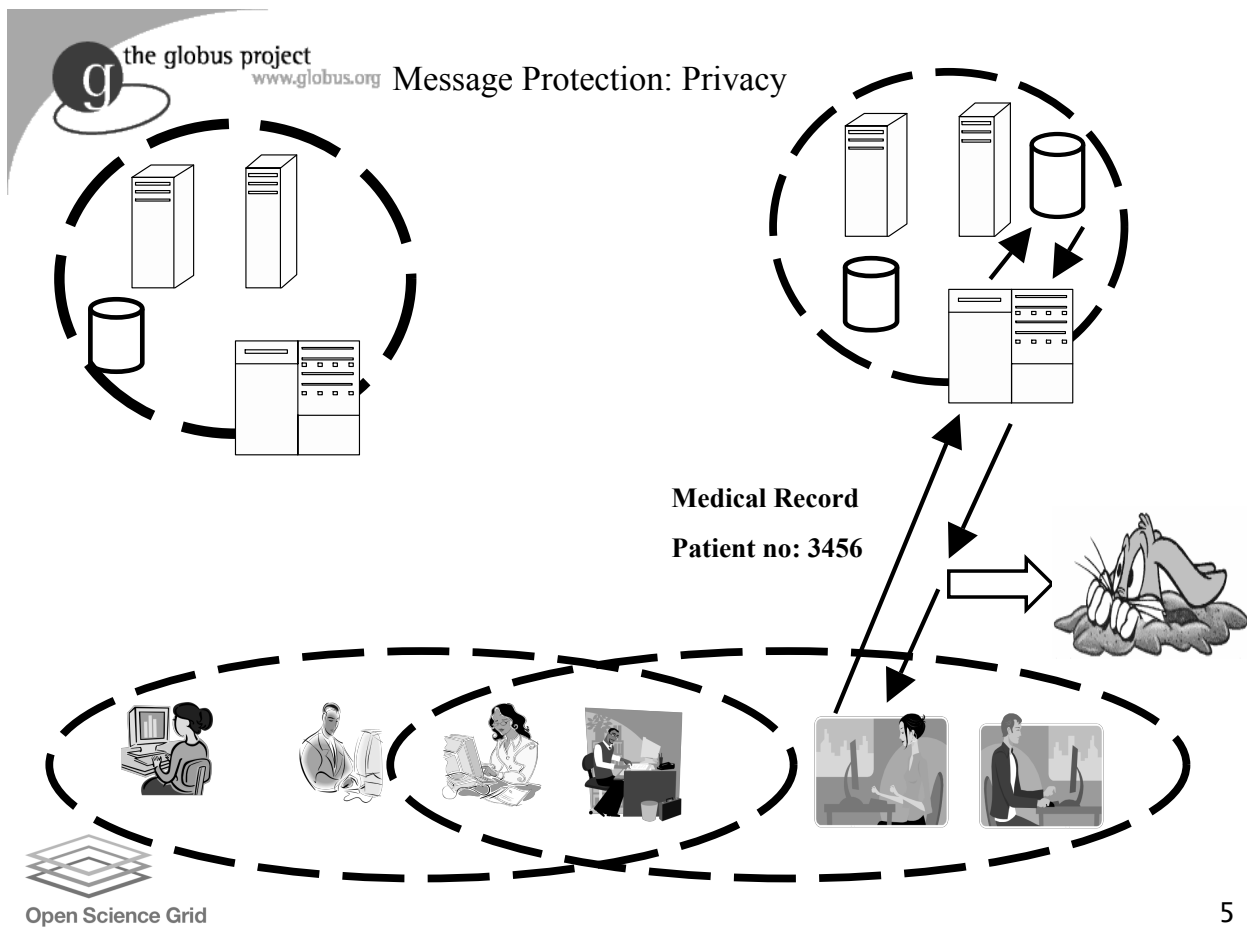 the globus project
www.globus.org
Message Protection: Privacy
Medical Record
Patient no: 3456
Open Science Grid
5